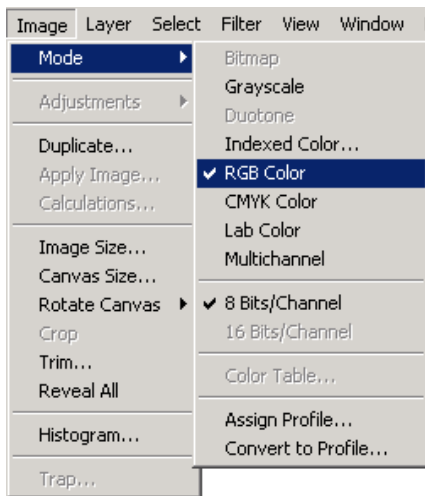 Image Layer Select Filter View Window
Mode
Adjustments
Duplicate...
Apply Image...
Calculations...
Image Size...
Canvas Size...
Rotate Canvas
Crop
Trim...
Reveal All
Histogram...
Trap...
Bitmap
Grayscale
Duotone
Indexed Color...
RGB Color
CMYK Color
Lab Color
Multichannel
8 Bits/Channel
16 Bits/Channel
Color Table...
Assign Profile...
Convert to Profile...